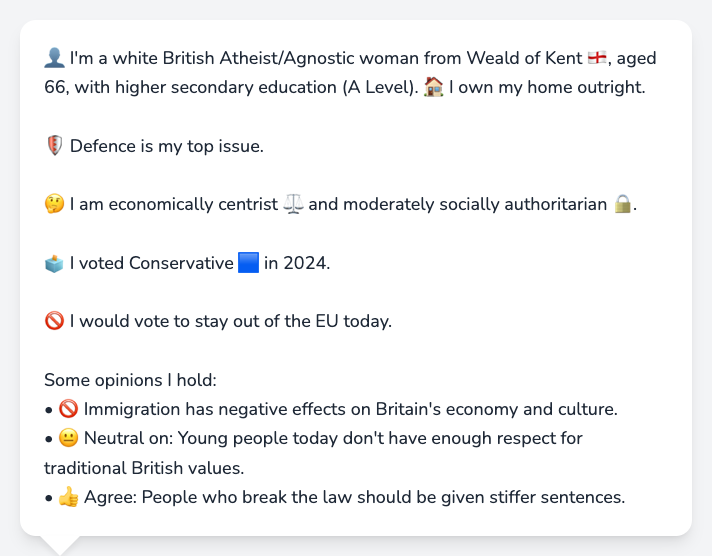 👤 I'm a white British Atheist/Agnostic woman from Weald of Kent 🏴󠁧󠁢󠁥󠁮󠁧󠁿, aged
66, with higher secondary education (A Level). 🏠 I own my home outright.
🛡️ Defence is my top issue.
🤔 I am economically centrist ⚖️ and moderately socially authoritarian 🔒.
🗳️ I voted Conservative 🟦 in 2024.
🚫 I would vote to stay out of the EU today.
Some opinions I hold:
• 🚫 Immigration has negative effects on Britain's economy and culture.
• 😐 Neutral on: Young people today don't have enough respect for
traditional British values.
• 👍 Agree: People who break the law should be given stiffer sentences.